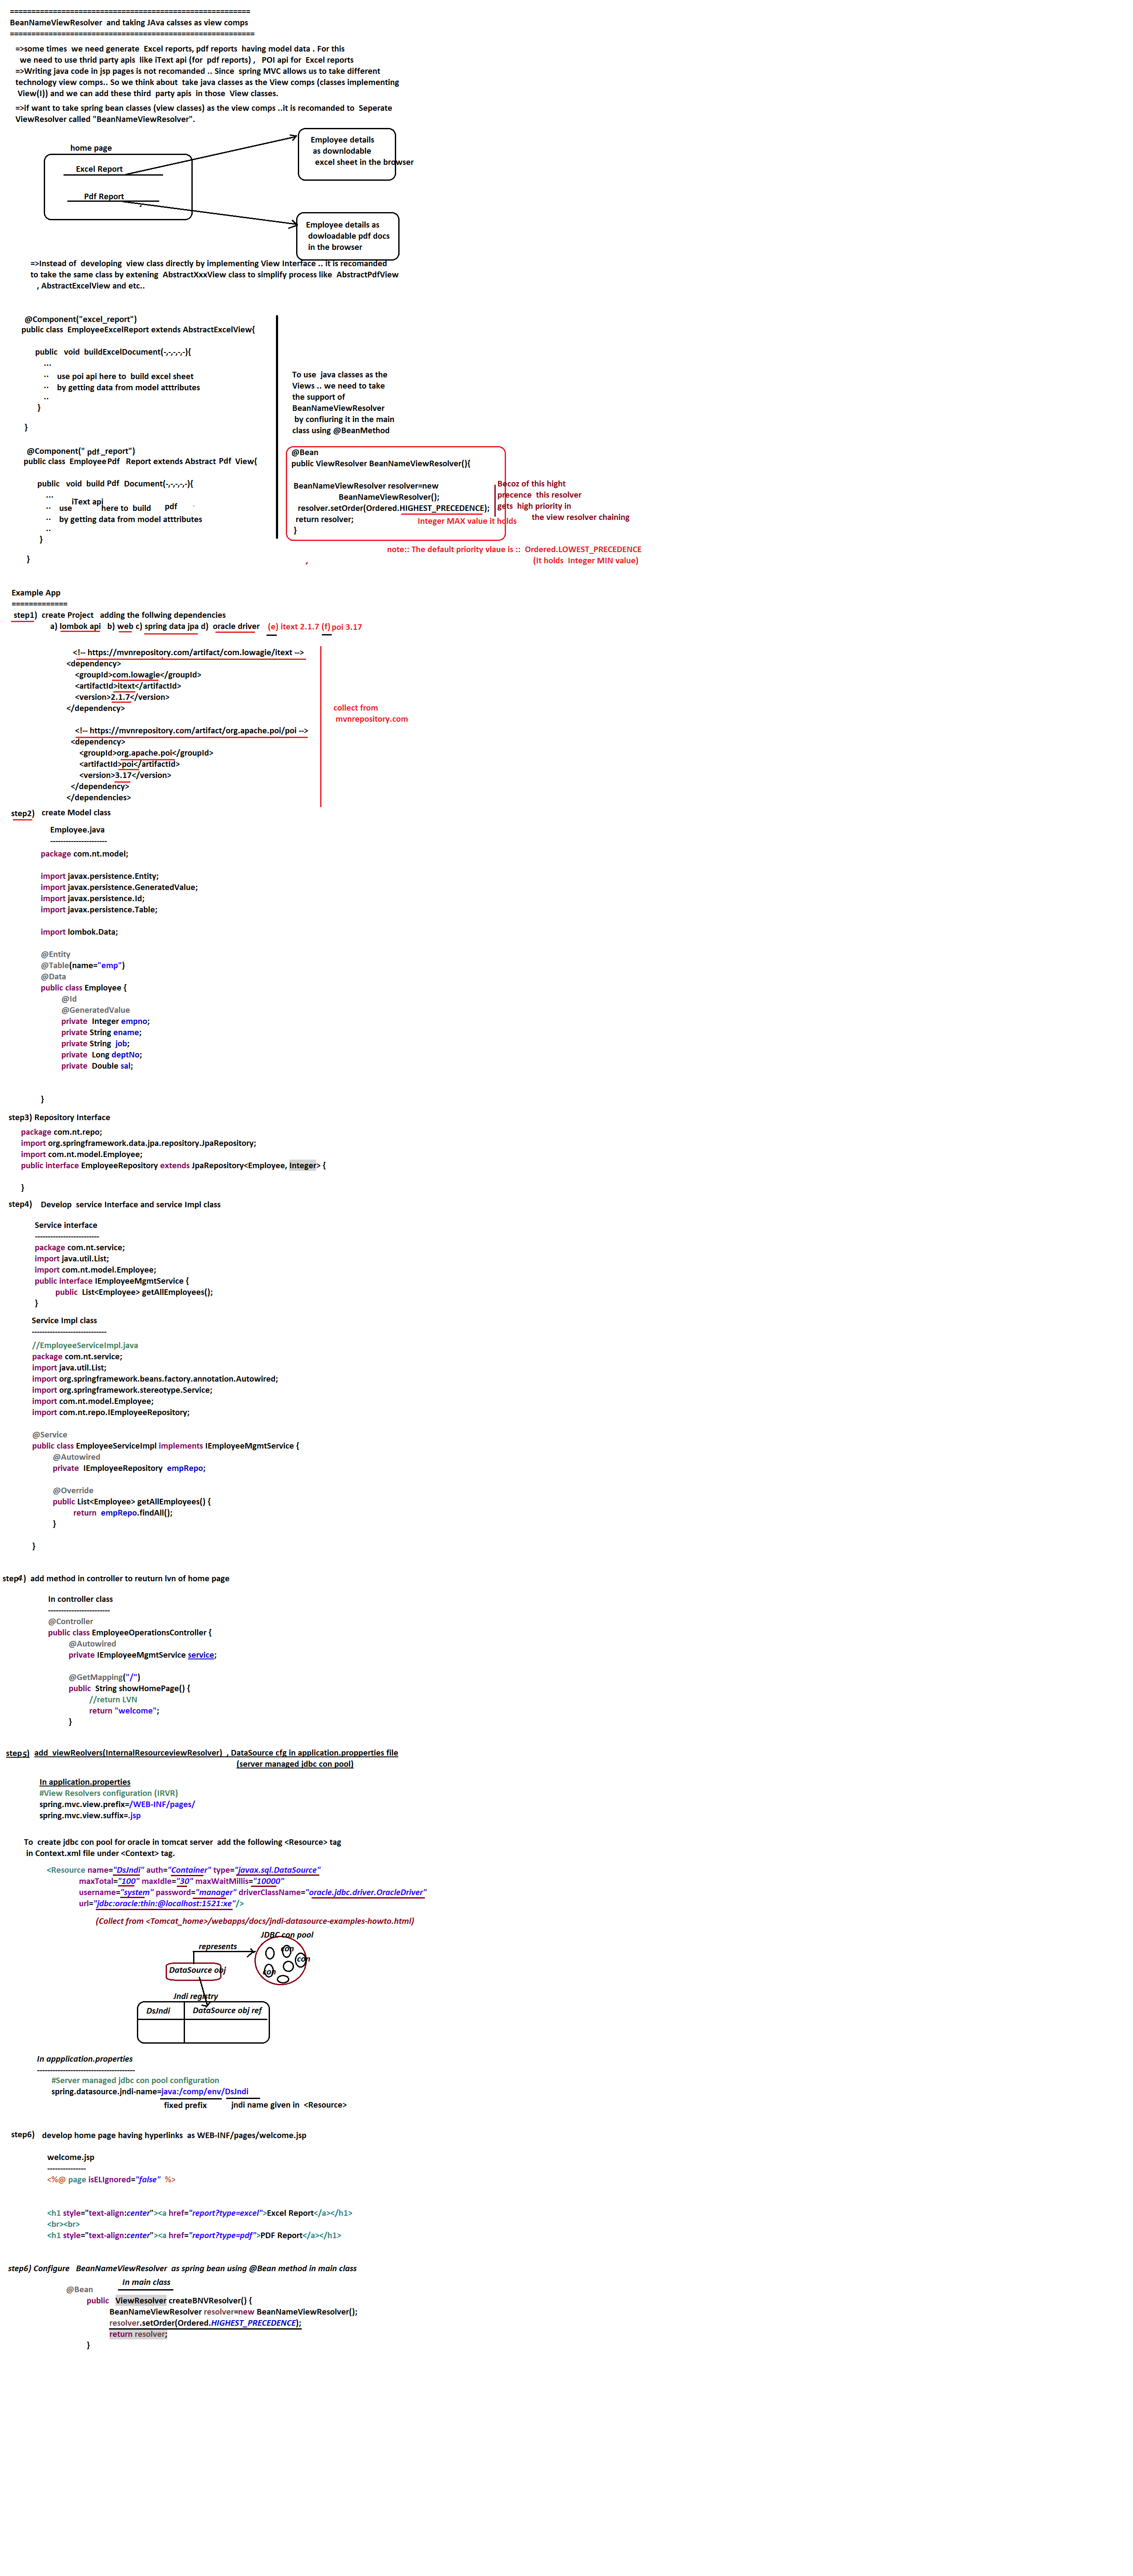 =========================================================
BeanNameViewResolver  and taking JAva calsses as view comps
==========================================================
=>some times  we need generate  Excel reports, pdf reports  having model data . For this
we need to use thrid party apis  like iText api (for  pdf reports) ,   POI api for  Excel reports
=>Writing java code in jsp pages is not recomanded .. Since  spring MVC allows us to take different
technology view comps.. So we think about  take java classes as the View comps (classes implementing
View(I)) and we can add these third  party apis  in those  View classes.
=>if want to take spring bean classes (view classes) as the view comps ..it is recomanded to  Seperate
ViewResolver called "BeanNameViewResolver".
home page
Excel Report
Pdf Report
Employee details
as downlodable
excel sheet in the browser
Employee details as
dowloadable pdf docs
in the browser
=>Instead of  developing  view class directly by implementing View Interface .. it is recomanded
to take the same class by extening  AbstractXxxView class to simplify process like  AbstractPdfView
, AbstractExcelView and etc..
@Component("excel_report")
public class  EmployeeExcelReport extends AbstractExcelView{
public   void  buildExcelDocument(-,-,-,-,-){
...
..   use poi api here to  build excel sheet
..   by getting data from model atttributes
..
}
}
@Component(" pdf _report")
public class  Employee Pdf  Report extends Abstract Pdf View{
public   void  build Pdf Document(-,-,-,-,-){
...
..   use iText api here to  build pdf
..   by getting data from model atttributes
..
}
}
To use  java classes as the
Views .. we need to take
the support of
BeanNameViewResolver
by confiuring it in the main
class using @BeanMethod
@Bean
public ViewResolver BeanNameViewResolver(){
BeanNameViewResolver resolver=new
BeanNameViewResolver();
resolver.setOrder(Ordered.HIGHEST_PRECEDENCE);
return resolver;
}
Integer MAX value it holds
Becoz of this hight
precence  this resolver
gets  high priority in
the view resolver chaining
note:: The default priority vlaue is ::  Ordered.LOWEST_PRECEDENCE
(It holds  Integer MIN value)
Example App
=============
step1)  create Project   adding the follwing dependencies
a) lombok api   b) web c) spring data jpa d)  oracle driver   (e) itext 2.1.7 (f) poi 3.17
<!-- https://mvnrepository.com/artifact/com.lowagie/itext -->
<dependency>
<groupId>com.lowagie</groupId>
<artifactId>itext</artifactId>
<version>2.1.7</version>
</dependency>
<!-- https://mvnrepository.com/artifact/org.apache.poi/poi -->
<dependency>
<groupId>org.apache.poi</groupId>
<artifactId>poi</artifactId>
<version>3.17</version>
</dependency>
</dependencies>
collect from
mvnrepository.com
step2)   create Model class
Employee.java
----------------------
package com.nt.model;
import javax.persistence.Entity;
import javax.persistence.GeneratedValue;
import javax.persistence.Id;
import javax.persistence.Table;
import lombok.Data;
@Entity
@Table(name="emp")
@Data
public class Employee {
@Id
@GeneratedValue
private  Integer empno;
private String ename;
private String  job;
private  Long deptNo;
private  Double sal;
}
step3) Repository Interface
package com.nt.repo;
import org.springframework.data.jpa.repository.JpaRepository;
import com.nt.model.Employee;
public interface EmployeeRepository extends JpaRepository<Employee, Integer> {
}
step4)    Develop  service Interface and service Impl class
Service interface
-------------------------
package com.nt.service;
import java.util.List;
import com.nt.model.Employee;
public interface IEmployeeMgmtService {
public  List<Employee> getAllEmployees();
}
Service Impl class
-----------------------------
//EmployeeServiceImpl.java
package com.nt.service;
import java.util.List;
import org.springframework.beans.factory.annotation.Autowired;
import org.springframework.stereotype.Service;
import com.nt.model.Employee;
import com.nt.repo.IEmployeeRepository;
@Service
public class EmployeeServiceImpl implements IEmployeeMgmtService {
@Autowired
private  IEmployeeRepository  empRepo;
@Override
public List<Employee> getAllEmployees() {
return  empRepo.findAll();
}
}
step4.)  add method in controller to reuturn lvn of home page
In controller class
------------------------
@Controller
public class EmployeeOperationsController {
@Autowired
private IEmployeeMgmtService service;
@GetMapping("/")
public  String showHomePage() {
//return LVN
return "welcome";
}
step5)  add  viewReolvers(InternalResourceviewResolver)  , DataSource cfg in application.propperties file
(server managed jdbc con pool)
In application.properties
#View Resolvers configuration (IRVR)
spring.mvc.view.prefix=/WEB-INF/pages/
spring.mvc.view.suffix=.jsp
To  create jdbc con pool for oracle in tomcat server  add the following <Resource> tag
in Context.xml file under <Context> tag.
<Resource name="DsJndi" auth="Container" type="javax.sql.DataSource"
maxTotal="100" maxIdle="30" maxWaitMillis="10000"
username="system" password="manager" driverClassName="oracle.jdbc.driver.OracleDriver"
url="jdbc:oracle:thin:@localhost:1521:xe"/>
(Collect from <Tomcat_home>/webapps/docs/jndi-datasource-examples-howto.html)
JDBC con pool
represents
con
con
con
DataSource obj
Jndi registry
DsJndi
DataSource obj ref
In appplication.properties
--------------------------------------
#Server managed jdbc con pool configuration
spring.datasource.jndi-name=java:/comp/env/DsJndi
fixed prefix
jndi name given in  <Resource>
step6)   develop home page having hyperlinks  as WEB-INF/pages/welcome.jsp
welcome.jsp
---------------
<%@ page isELIgnored="false"  %>
<h1 style="text-align:center"><a href="report?type=excel">Excel Report</a></h1>
<br><br>
<h1 style="text-align:center"><a href="report?type=pdf">PDF Report</a></h1>
step6) Configure   BeanNameViewResolver  as spring bean using @Bean method in main class
In main class
@Bean
public   ViewResolver createBNVResolver() {
BeanNameViewResolver resolver=new BeanNameViewResolver();
resolver.setOrder(Ordered.HIGHEST_PRECEDENCE);
return resolver;
}